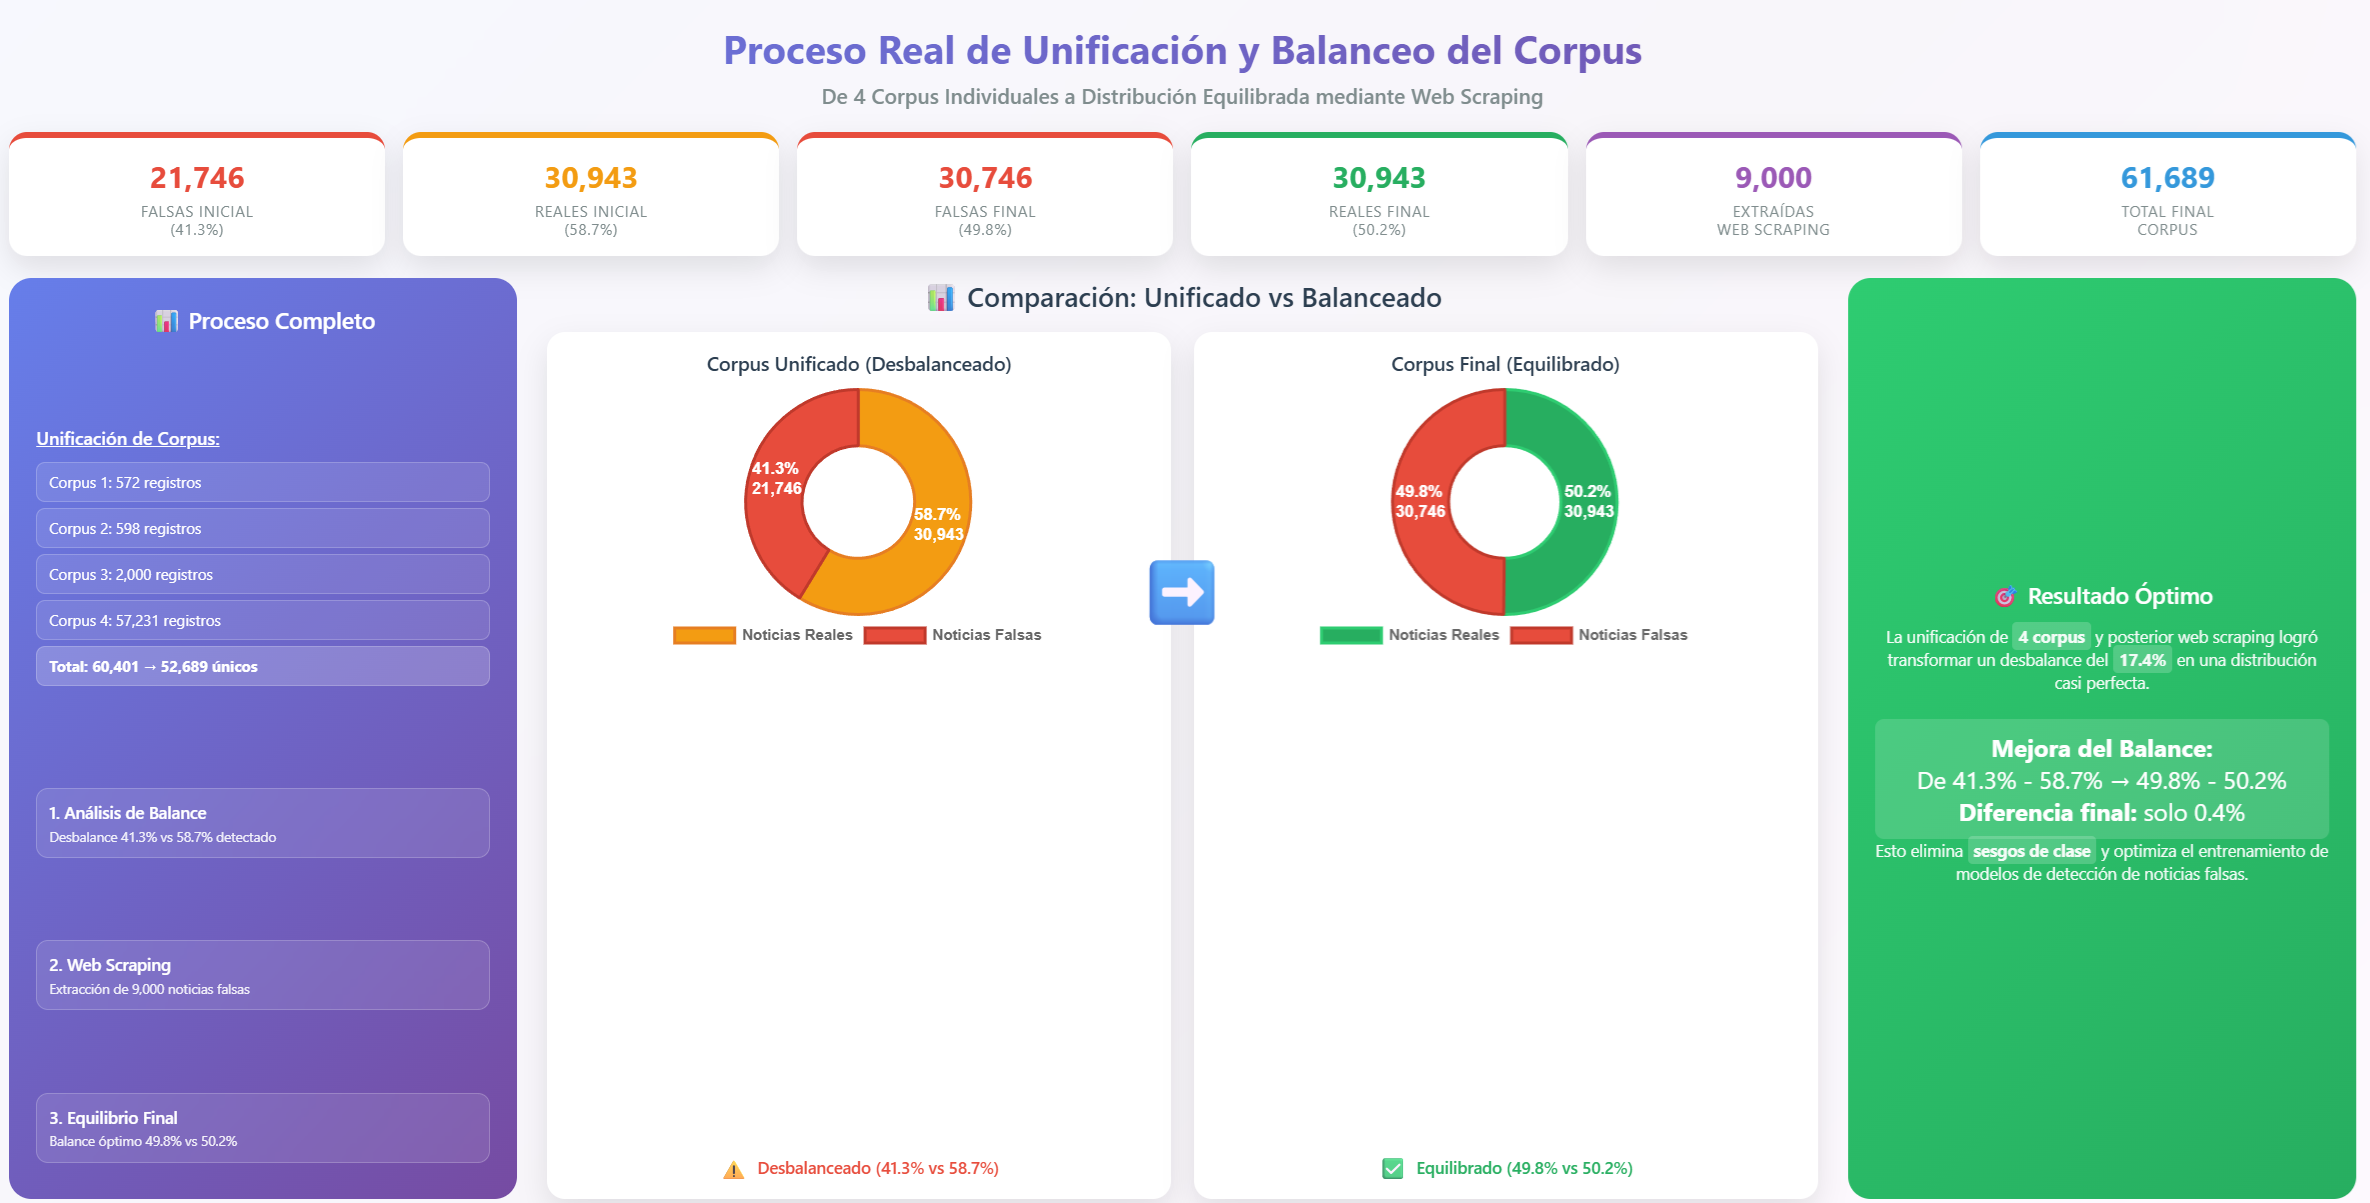 Proceso Real de Unificación y Balanceo del Corpus
De 4 Corpus Individuales a Distribución Equilibrada mediante Web Scraping
21,746
FALSAS INICIAL
(41.3%)
30,943
REALES INICIAL
(58.7%)
30,746
FALSAS FINAL
(49.8%)
30,943
REALES FINAL
(50.2%)
9,000
EXTRAÍDAS
WEB SCRAPING
61,689
TOTAL FINAL
CORPUS
Proceso Completo
Unificación de Corpus:
Corpus 1: 572 registros
Corpus 2: 598 registros
Corpus 3: 2,000 registros
Corpus 4: 57,231 registros
Total: 60,401 → 52,689 únicos
1. Análisis de Balance
Desbalance 41.3% vs 58.7% detectado
2. Web Scraping
Extracción de 9,000 noticias falsas
3. Equilibrio Final
Balance óptimo 49.8% vs 50.2%
Comparación: Unificado vs Balanceado
Corpus Unificado (Desbalanceado)
41.3%
21,746
58.7%
30,943
Noticias Reales
Noticias Falsas
Desbalanceado (41.3% vs 58.7%)
Corpus Final (Equilibrado)
49.8%
30,746
50.2%
30,943
Noticias Reales
Noticias Falsas
Equilibrado (49.8% vs 50.2%)
Resultado Óptimo
La unificación de 4 corpus y posterior web scraping logró
transformar un desbalance del 17.4% en una distribución
casi perfecta.
Mejora del Balance:
De 41.3% - 58.7% → 49.8% - 50.2%
Diferencia final: solo 0.4%
Esto elimina sesgos de clase y optimiza el entrenamiento de
modelos de detección de noticias falsas.